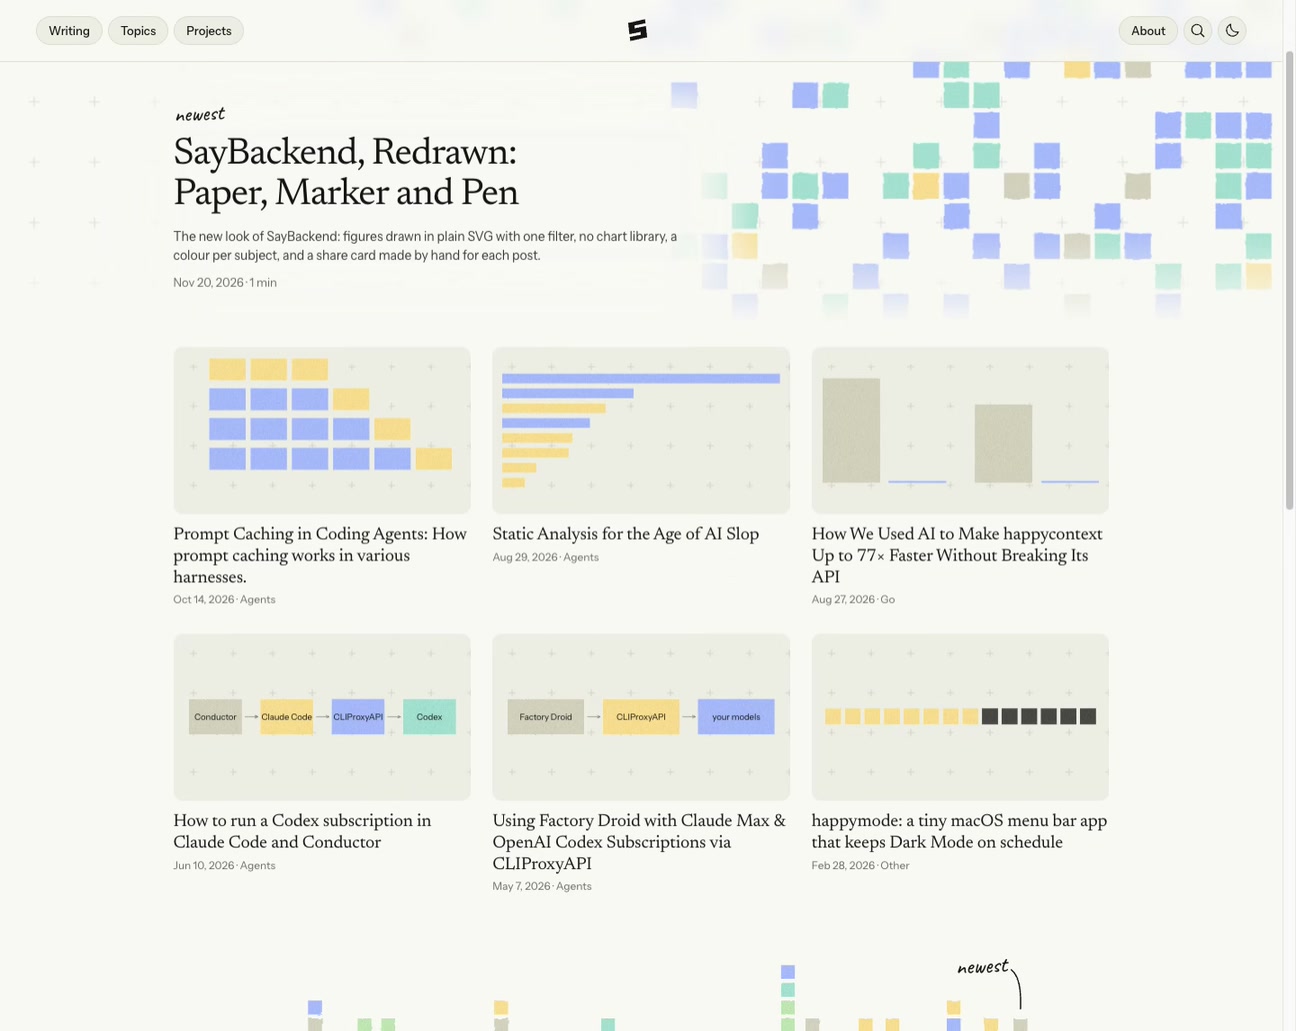 Writing
Topics
Projects
About
newest
SayBackend, Redrawn:
Paper, Marker and Pen
The new look of SayBackend: figures drawn in plain SVG with one filter, no chart library, a
colour per subject, and a share card made by hand for each post.
Nov 20, 2026 · 1 min
Prompt Caching in Coding Agents: How
prompt caching works in various
harnesses.
Oct 14, 2026 · Agents
Static Analysis for the Age of AI Slop
Aug 29, 2026 · Agents
How We Used AI to Make happycontext
Up to 77× Faster Without Breaking Its
API
Aug 27, 2026 · Go
Conductor
Claude Code
CLIProxyAPI
Codex
How to run a Codex subscription in
Claude Code and Conductor
Jun 10, 2026 · Agents
Factory Droid
CLIProxyAPI
your models
Using Factory Droid with Claude Max &
OpenAI Codex Subscriptions via
CLIProxyAPI
May 7, 2026 · Agents
happymode: a tiny macOS menu bar app
that keeps Dark Mode on schedule
Feb 28, 2026 · Other
newest